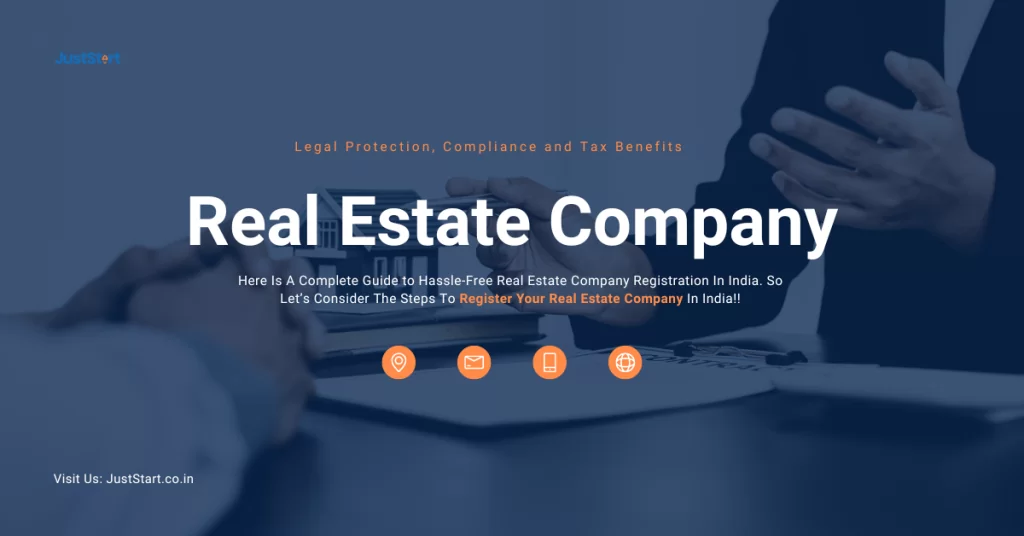 JustStart
Legal Protection, Compliance and Tax Benefits
Real Estate Company
Here Is A Complete Guide to Hassle-Free Real Estate Company Registration In India. So
Let's Consider The Steps To Register Your Real Estate Company In India!!
CONTRACT
Visit Us: JustStart.co.in